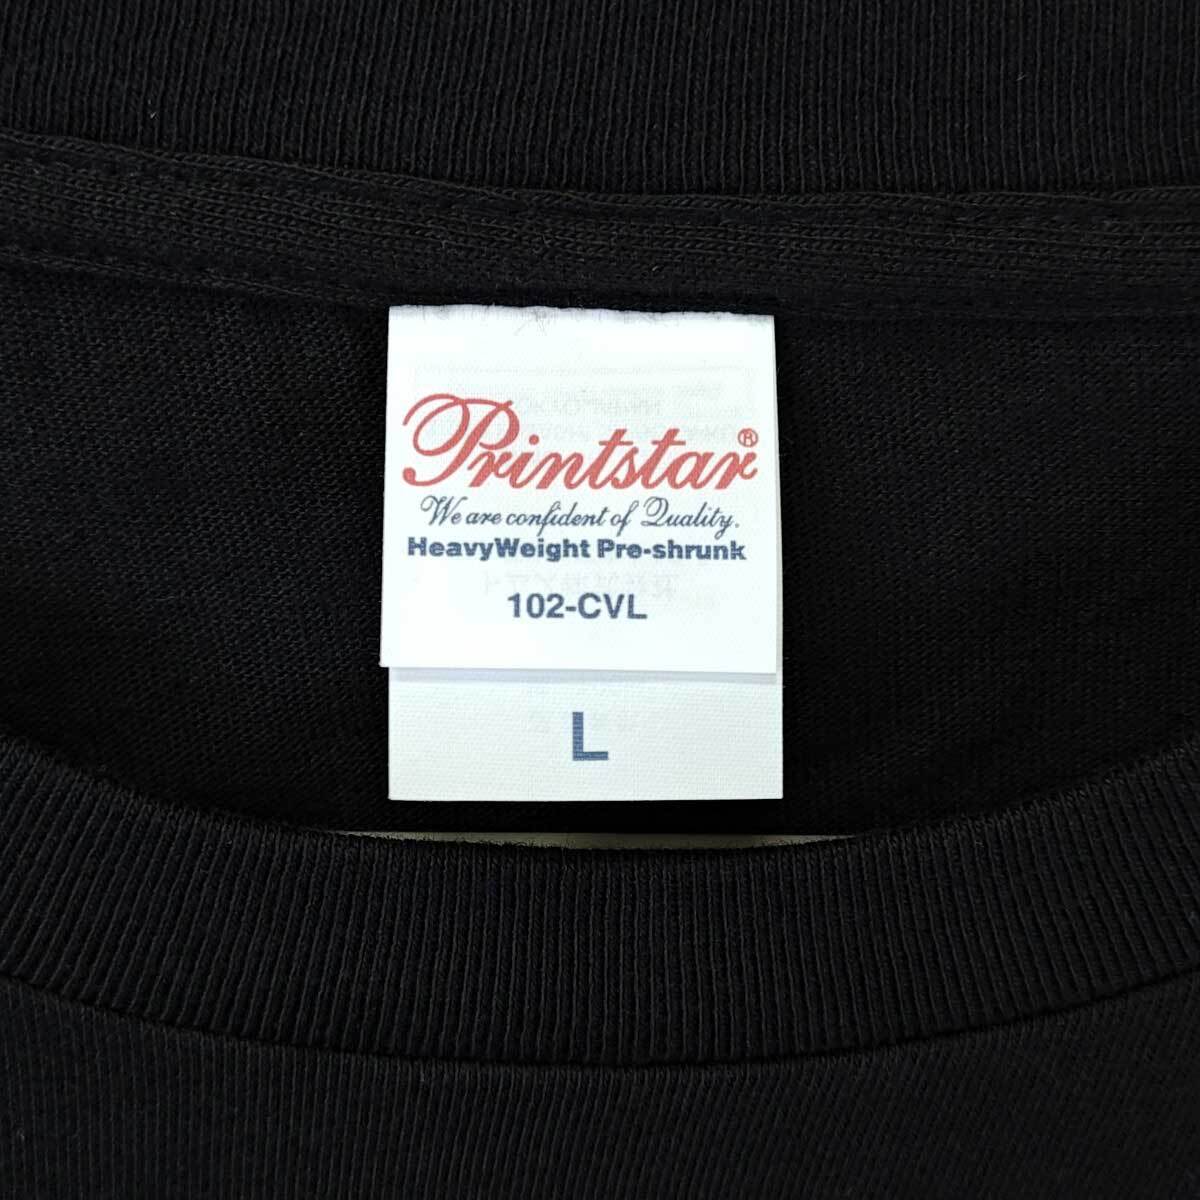 Printstar®
We are confident of Quality.
HeavyWeight Pre-shrunk
102-CVL
L